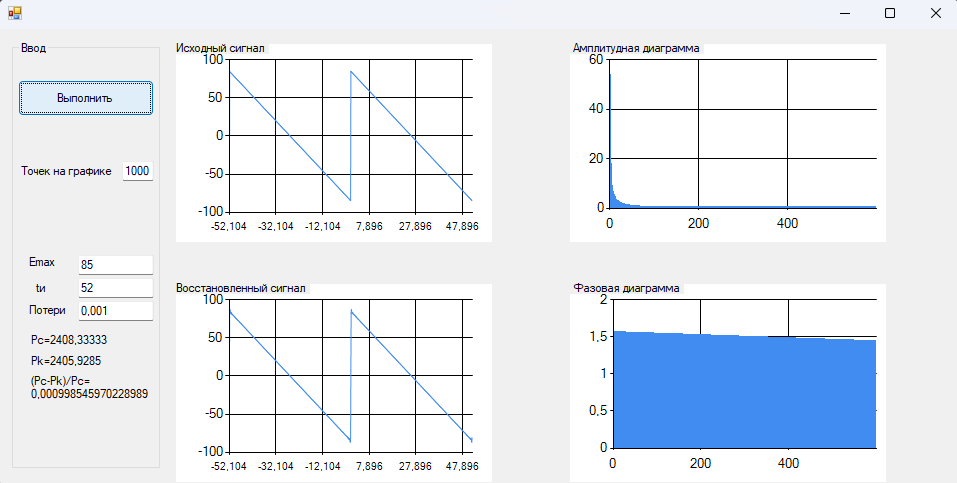 Ввод
Выполнить
Точек на графике 1000
Emax 85
tи 52
Потери 0,001
Pc=2408,33333
Pk=2405,9285
(Pc-Pk)/Pc=
0,000998545970228989
Исходный сигнал
100
50
0
-50
-100
-52,104 -32,104 -12,104 7,896 27,896 47,896
Амплитудная диаграмма
60
40
20
0
0 200 400
Восстановленный сигнал
100
50
0
-50
-100
-52,104 -32,104 -12,104 7,896 27,896 47,896
Фазовая диаграмма
2
1.5
1
0.5
0
0 200 400